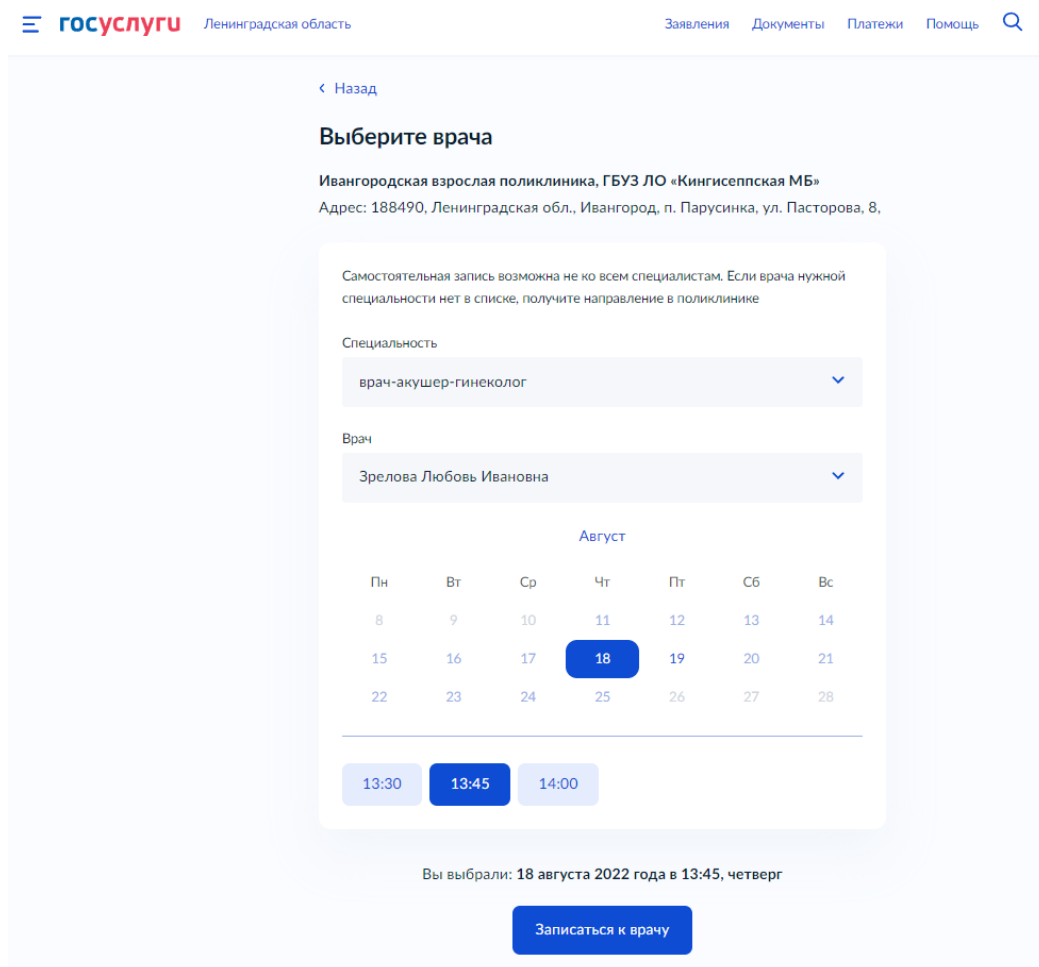 госуслуги Ленинградская область Заявления Документы Платежи Помощь
Назад
Выберите врача
Ивангородская взрослая поликлиника, ГБУЗ ЛО «Кингисеппская МБ»
Адрес: 188490, Ленинградская обл., Ивангород, п. Парусинка, ул. Пасторова, 8,
Самостоятельная запись возможна не ко всем специалистам. Если врача нужной
специальности нет в списке, получите направление в поликлинике
Специальность
врач-акушер-гинеколог
Врач
Зрелова Любовь Ивановна
Август
Пн Вт Ср Чт Пт Сб Вс
8 9 10 11 12 13 14
15 16 17 18 19 20 21
22 23 24 25 26 27 28
13:30 13:45 14:00
Вы выбрали: 18 августа 2022 года в 13:45, четверг
Записаться к врачу